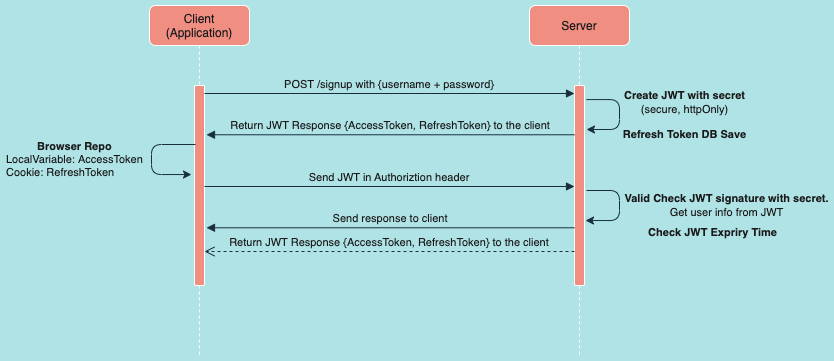 Client
(Application)
Server
POST /signup with {username + password}
Create JWT with secret
(secure, httpOnly)
Return JWT Response {AccessToken, RefreshToken} to the client
Refresh Token DB Save
Browser Repo
LocalVariable: AccessToken
Cookie: RefreshToken
Send JWT in Authoriztion header
Valid Check JWT signature with secret.
Get user info from JWT
Send response to client
Check JWT Expriry Time
Return JWT Response {AccessToken, RefreshToken} to the client